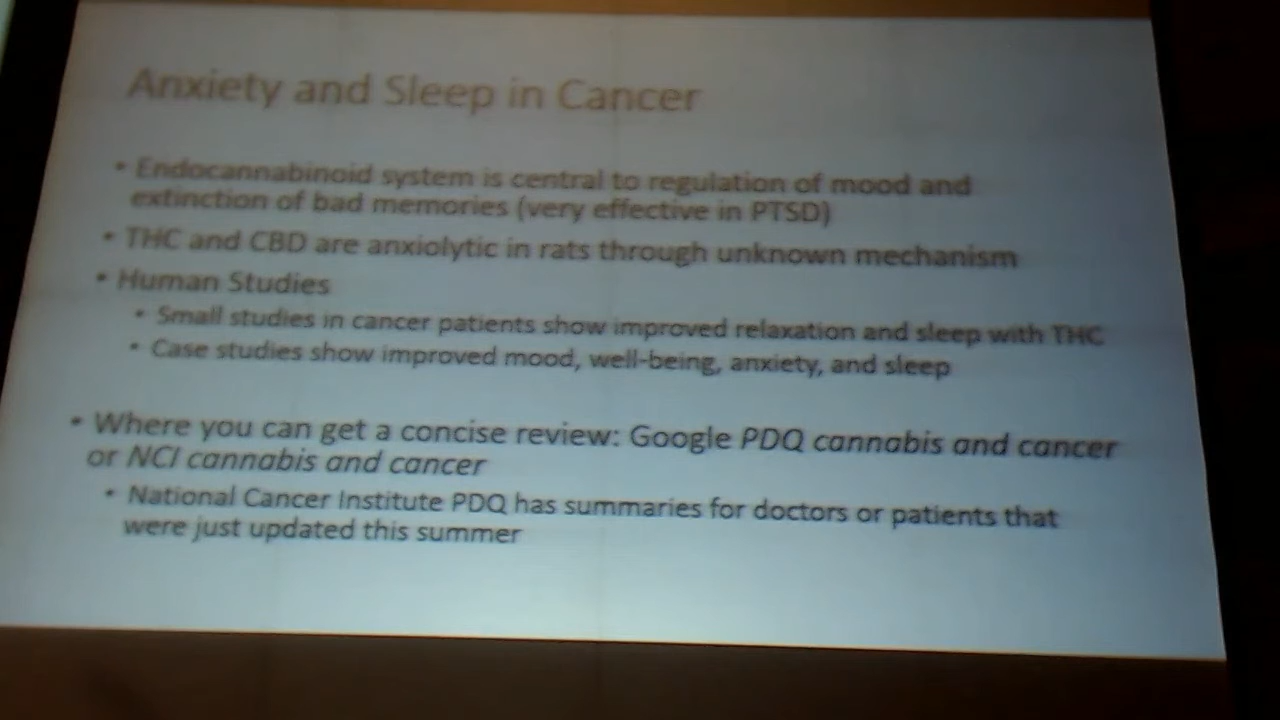 Anxiety and Sleep in Cancer
• Endocannabinoid system is central to regulation of mood and
extinction of bad memories (very effective in PTSD)
• THC and CBD are anxiolytic in rats through unknown mechanism
• Human Studies
• Small studies in cancer patients show improved relaxation and sleep with THC
• Case studies show improved mood, well-being, anxiety, and sleep
• Where you can get a concise review: Google PDQ cannabis and cancer
or NCI cannabis and cancer
• National Cancer Institute PDQ has summaries for doctors or patients that
were just updated this summer